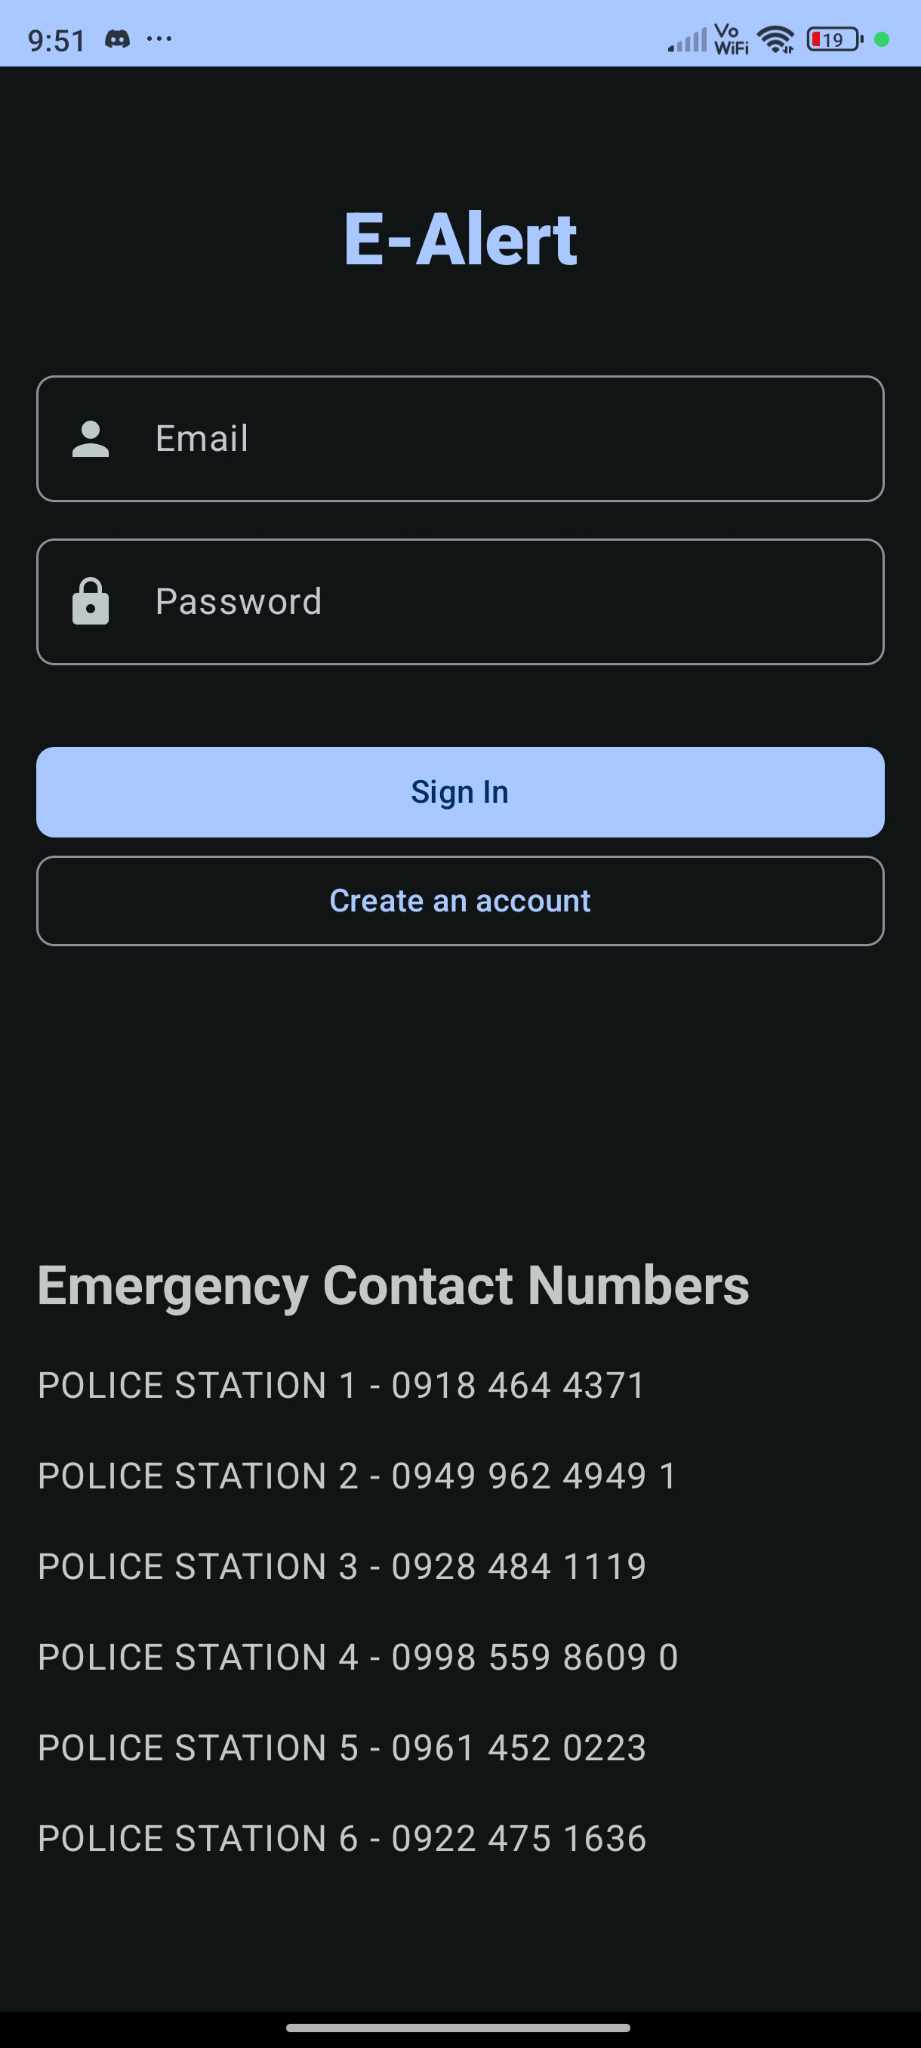 9:51 ...
Vo WiFi 19
E-Alert
Email
Password
Sign In
Create an account
Emergency Contact Numbers
POLICE STATION 1 - 0918 464 4371
POLICE STATION 2 - 0949 962 4949 1
POLICE STATION 3 - 0928 484 1119
POLICE STATION 4 - 0998 559 8609 0
POLICE STATION 5 - 0961 452 0223
POLICE STATION 6 - 0922 475 1636